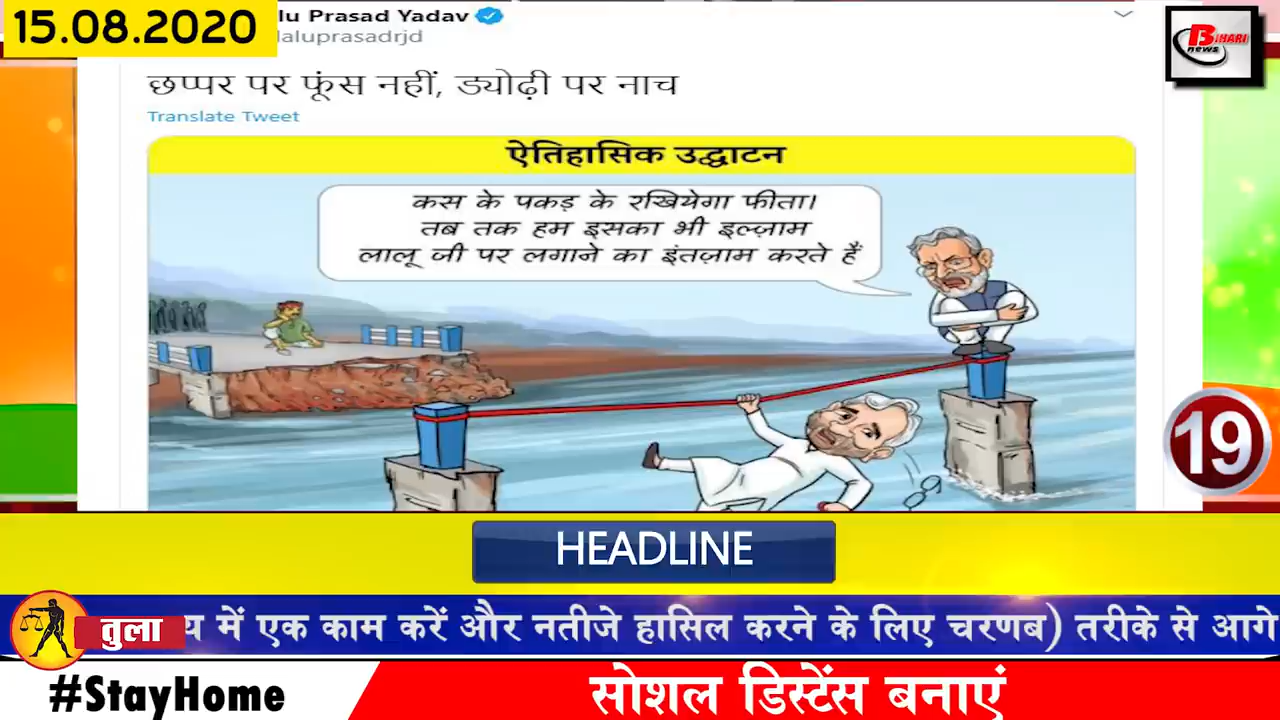 15.08.2020
lu Prasad Yadav
laluprasadrjd
BIHARI
news
छप्पर पर फूंस नहीं, ड्योढ़ी पर नाच
Translate Tweet
ऐतिहासिक उद्घाटन
कस के पकड़ के रखियेगा फीता।
तब तक हम इसका भी इल्ज़ाम
लालू जी पर लगाने का इंतज़ाम करते हैं
19
HEADLINE
तुला
य में एक काम करें और नतीजे हासिल करने के लिए चरणब) तरीके से आगे
#StayHome
सोशल डिस्टेंस बनाएं